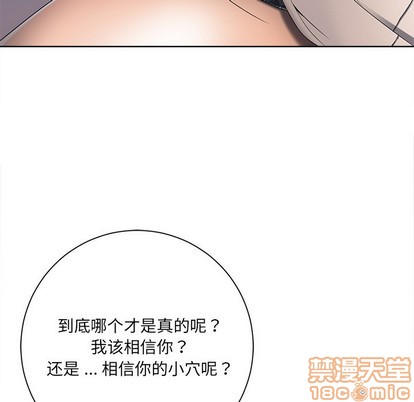 到底哪个才是真的呢？
我该相信你？
还是 ... 相信你的小穴呢？
禁漫天堂
18comic